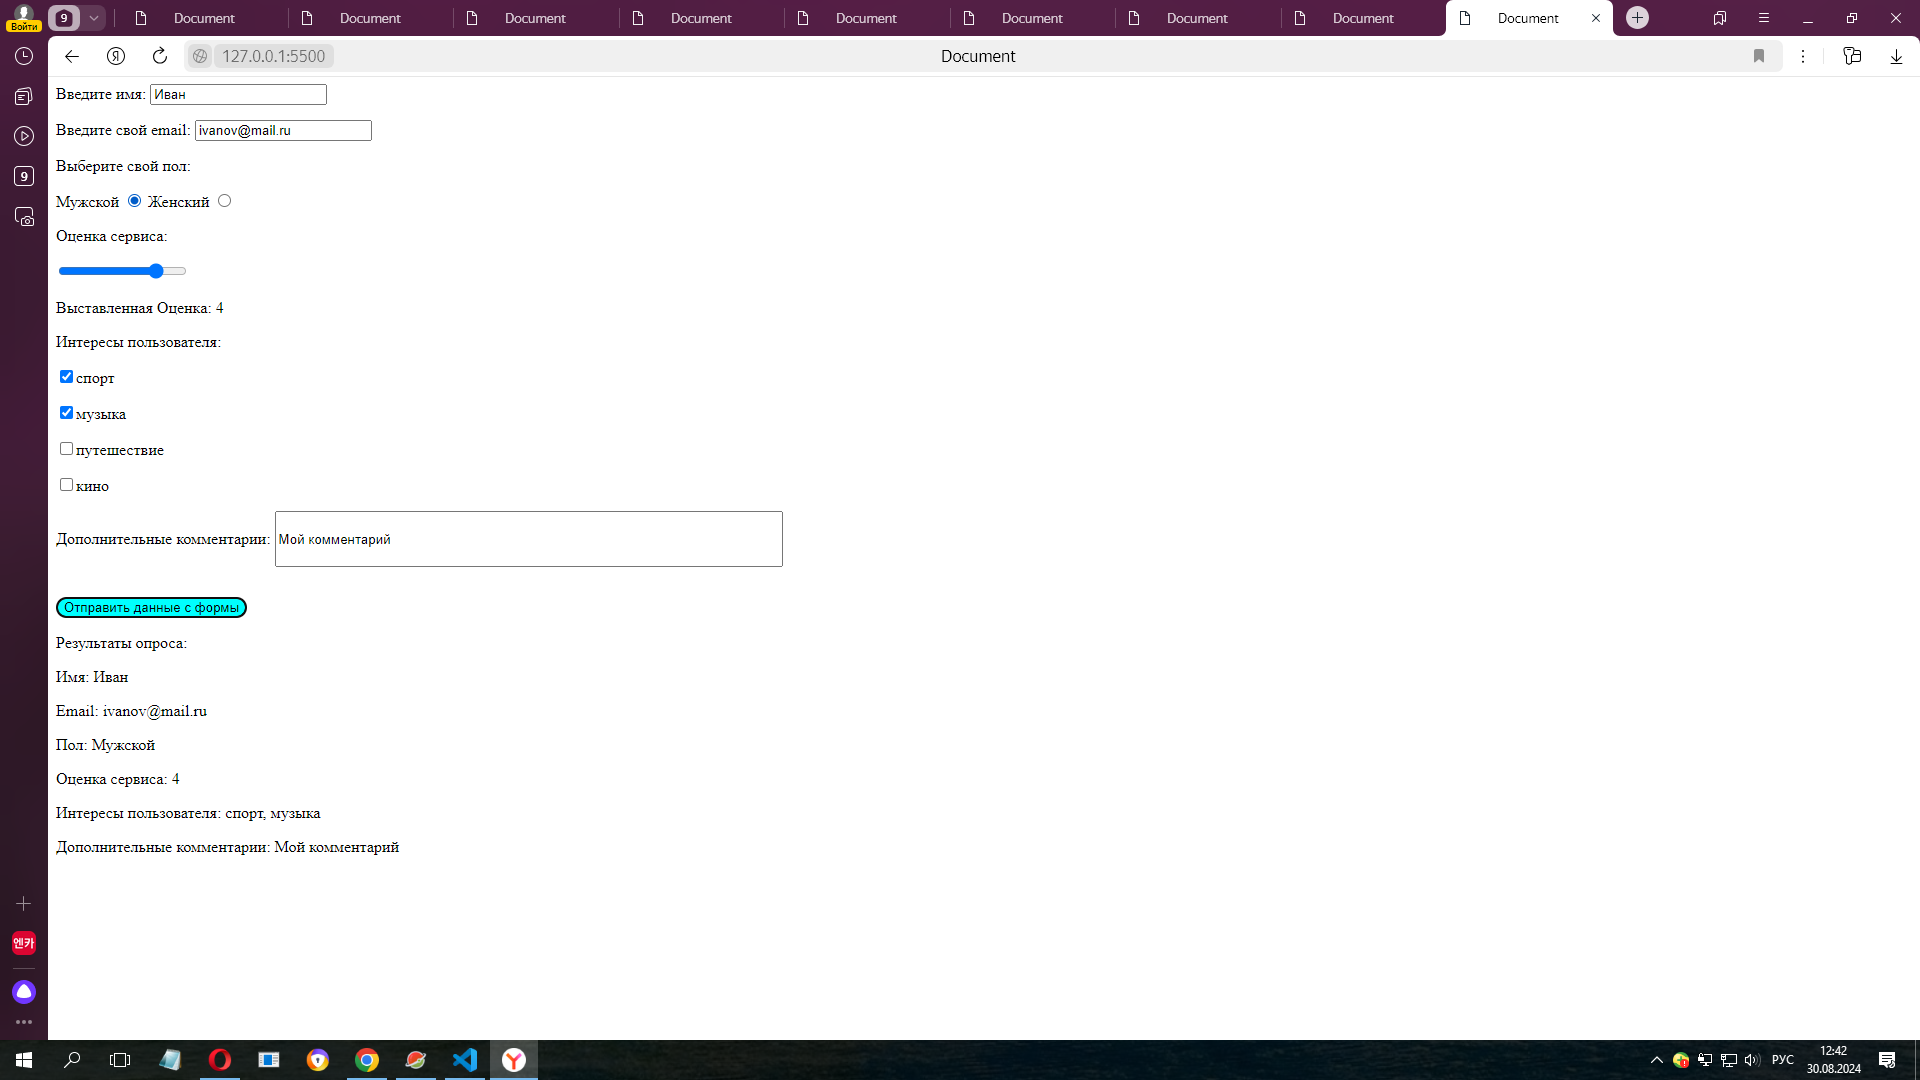 9 Document Document Document Document Document Document Document Document Document
Войти
127.0.0.1:5500 Document
9
Введите имя: Иван
Введите свой email: ivanov@mail.ru
Выберите свой пол:
Мужской Женский
Оценка сервиса:
Выставленная Оценка: 4
Интересы пользователя:
спорт
музыка
путешествие
кино
Дополнительные комментарии: Мой комментарий
Отправить данные с формы
Результаты опроса:
Имя: Иван
Email: ivanov@mail.ru
Пол: Мужской
Оценка сервиса: 4
Интересы пользователя: спорт, музыка
Дополнительные комментарии: Мой комментарий
엔카
РУС 12:42
30.08.2024